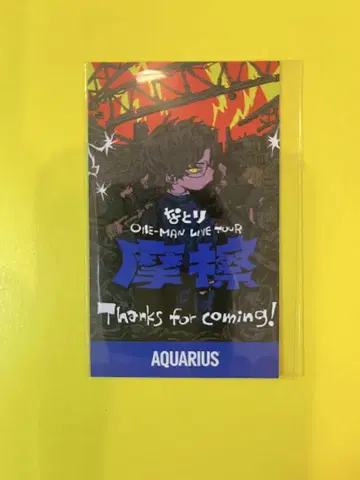 なとり
ONE-MAN LIVE TOUR
摩擦
Thanks for coming!
AQUARIUS